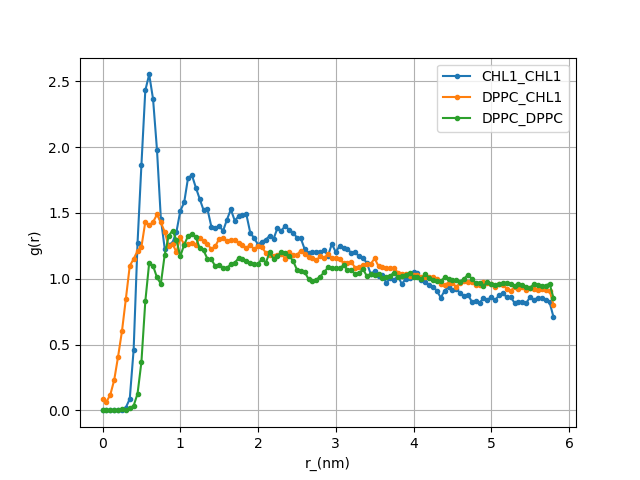 CHL1_CHL1
DPPC_CHL1
DPPC_DPPC
2.5
2.0
1.5
1.0
0.5
0.0
g(r)
0 1 2 3 4 5 6
r_(nm)